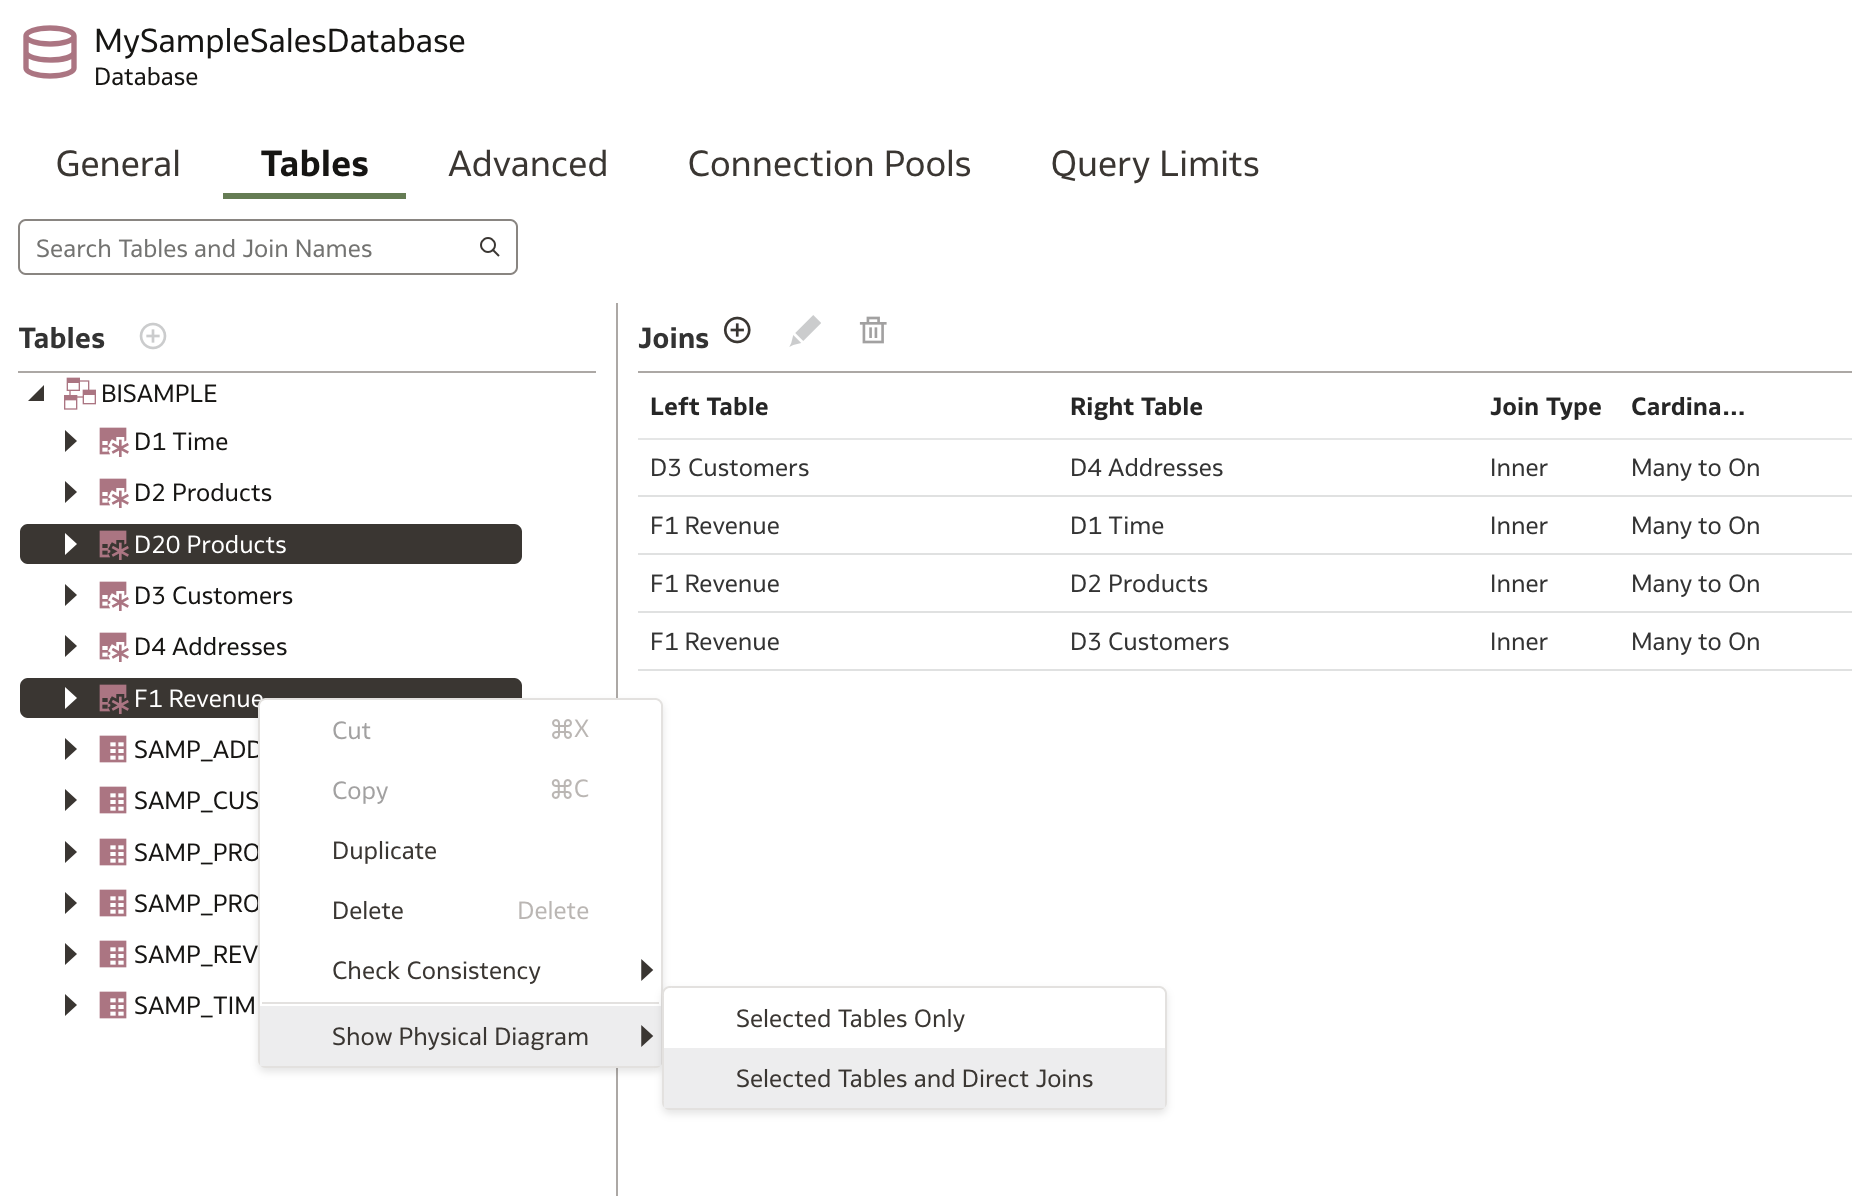 MySampleSalesDatabase
Database
General Tables Advanced Connection Pools Query Limits
Search Tables and Join Names
Tables
BISAMPLE
D1 Time
D2 Products
D20 Products
D3 Customers
D4 Addresses
F1 Revenue
SAMP_ADD
SAMP_CUS
SAMP_PRO
SAMP_PRO
SAMP_REV
SAMP_TIM
Joins
Left Table Right Table Join Type Cardina...
D3 Customers D4 Addresses Inner Many to On
F1 Revenue D1 Time Inner Many to On
F1 Revenue D2 Products Inner Many to On
F1 Revenue D3 Customers Inner Many to On
Cut ⌘X
Copy ⌘C
Duplicate
Delete Delete
Check Consistency
Show Physical Diagram
Selected Tables Only
Selected Tables and Direct Joins